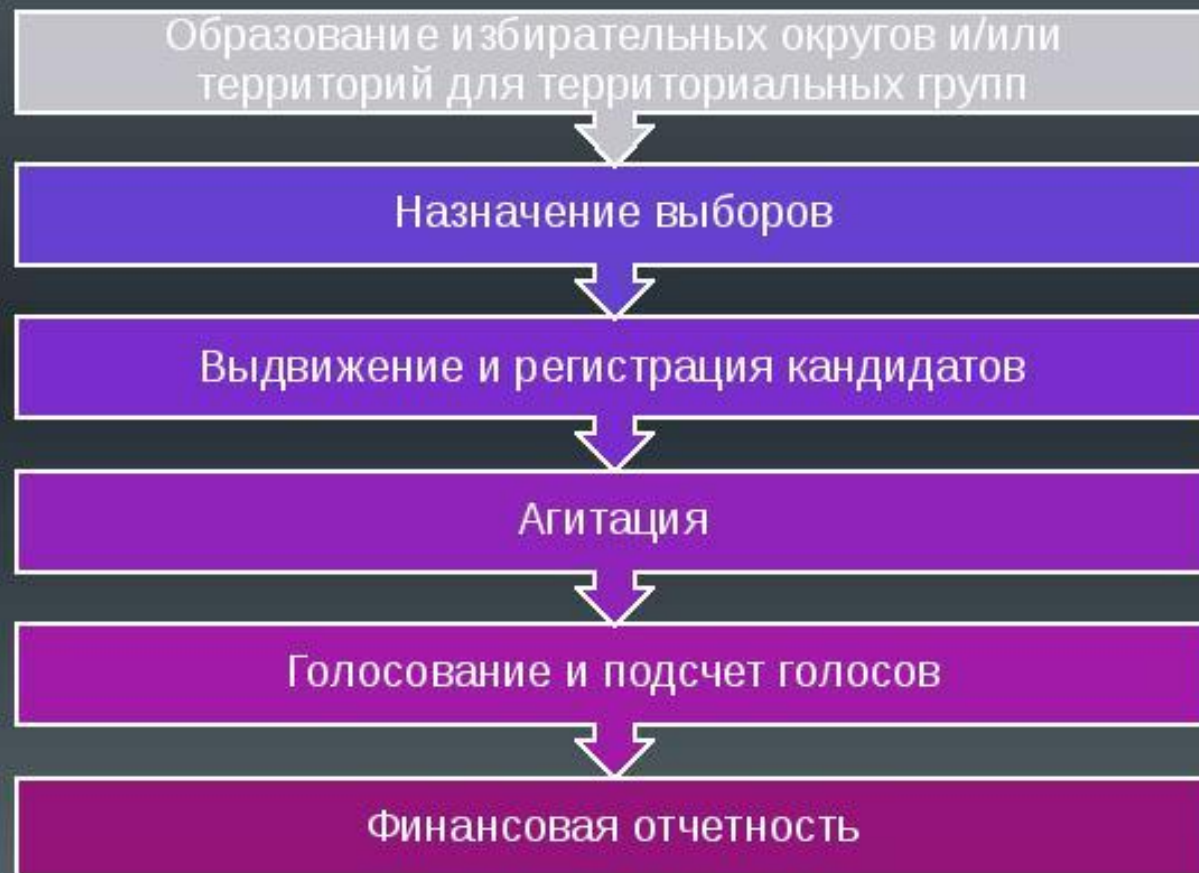 Образование избирательных округов и/или
территорий для территориальных групп
Назначение выборов
Выдвижение и регистрация кандидатов
Агитация
Голосование и подсчет голосов
Финансовая отчетность